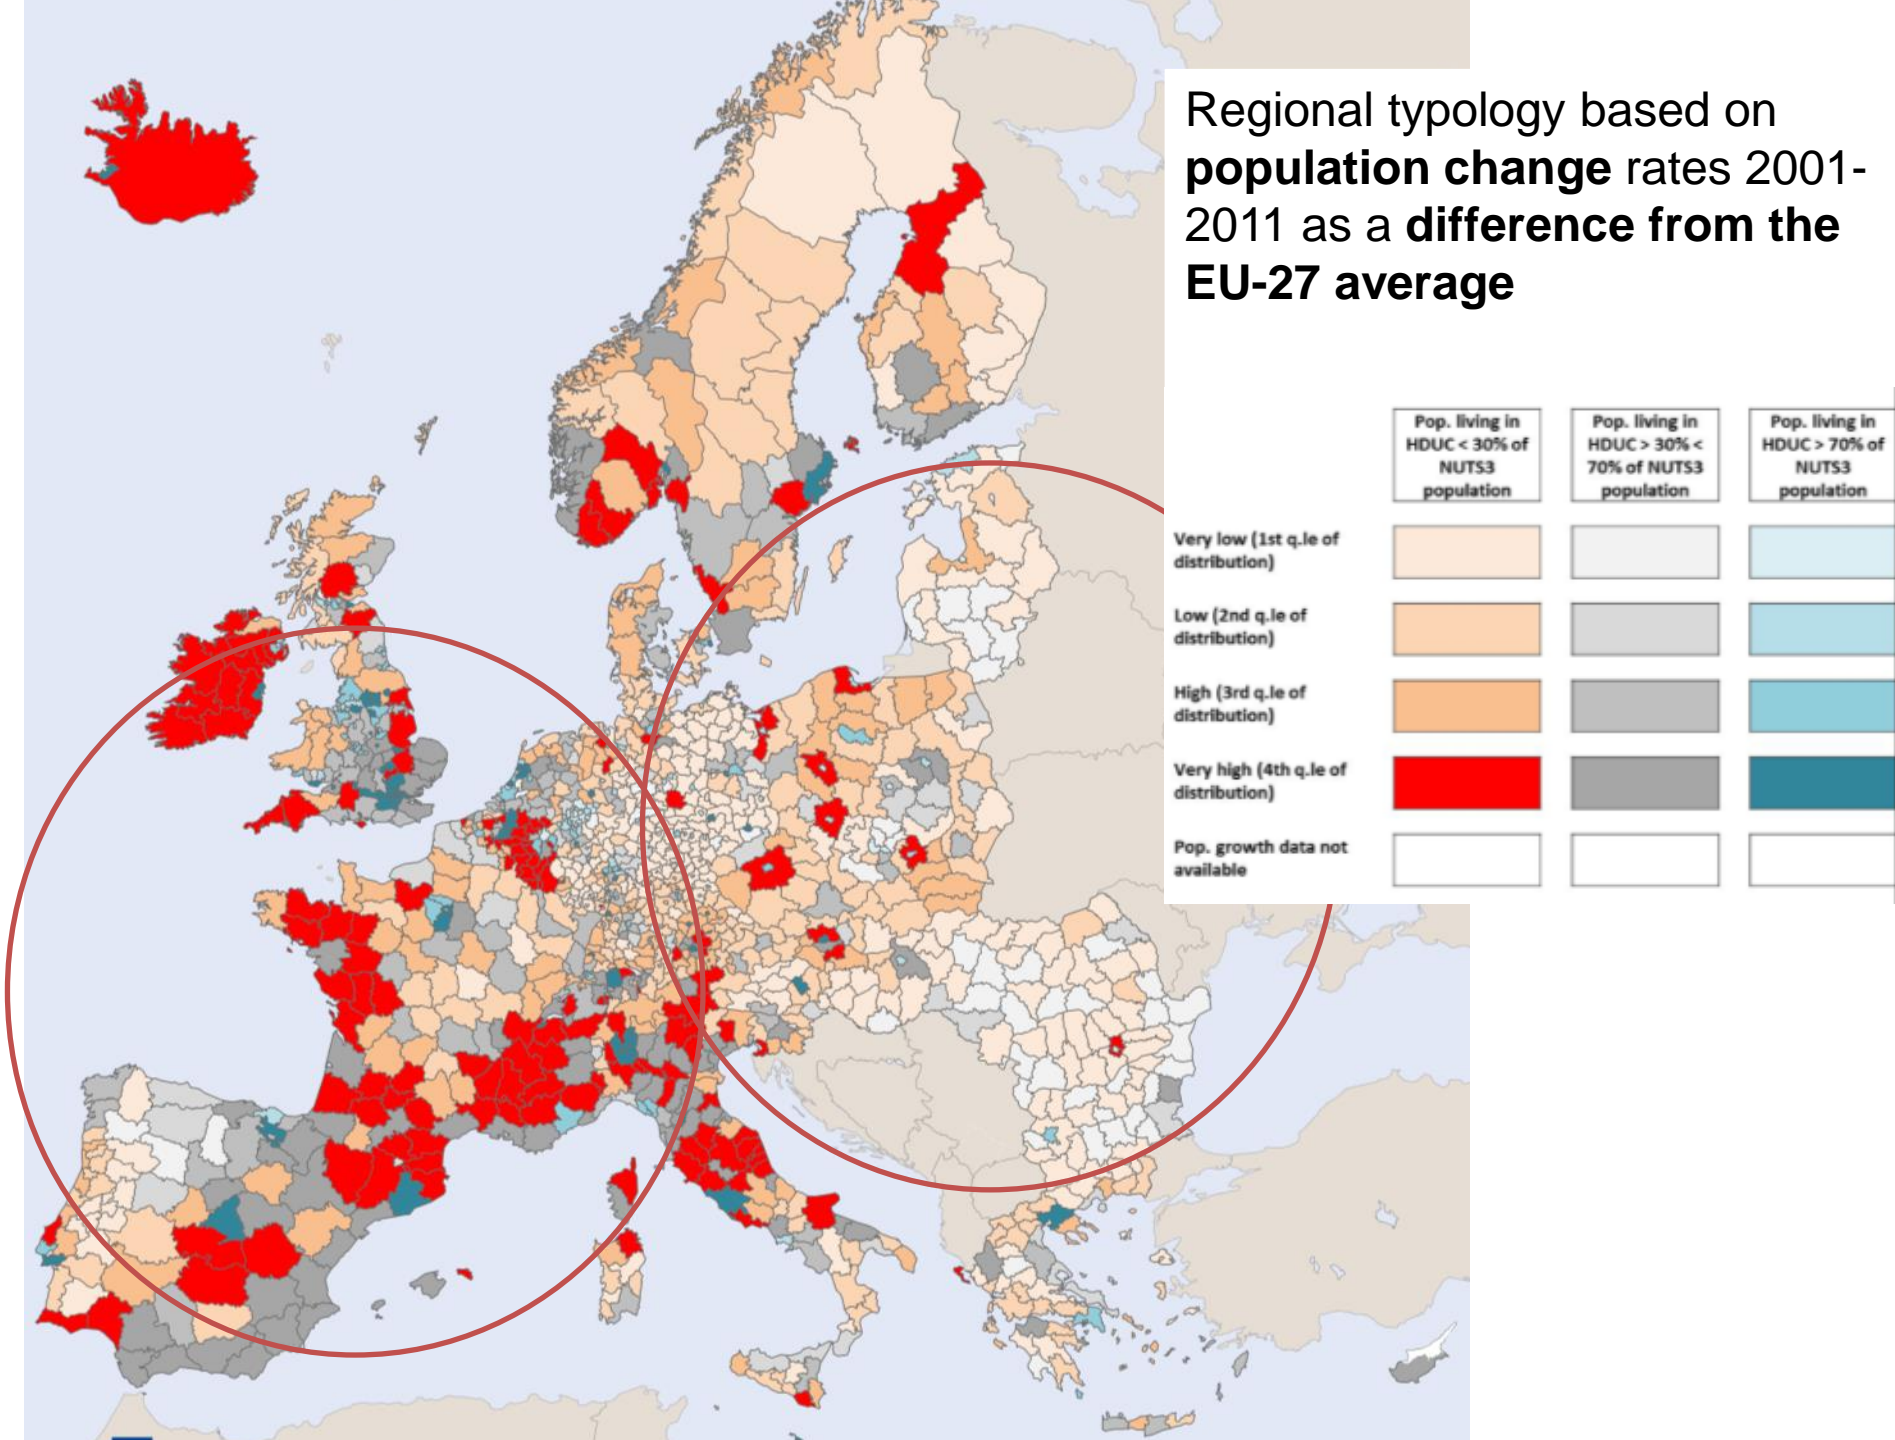 Regional typology based on
population change rates 2001-
2011 as a difference from the
EU-27 average
Pop. living in
HDUC < 30% of
NUTS3
population
Pop. living in
HDUC > 30% <
70% of NUTS3
population
Pop. living in
HDUC > 70% of
NUTS3
population
Very low (1st q.le of
distribution)
Low (2nd q.le of
distribution)
High (3rd q.le of
distribution)
Very high (4th q.le of
distribution)
Pop. growth data not
available